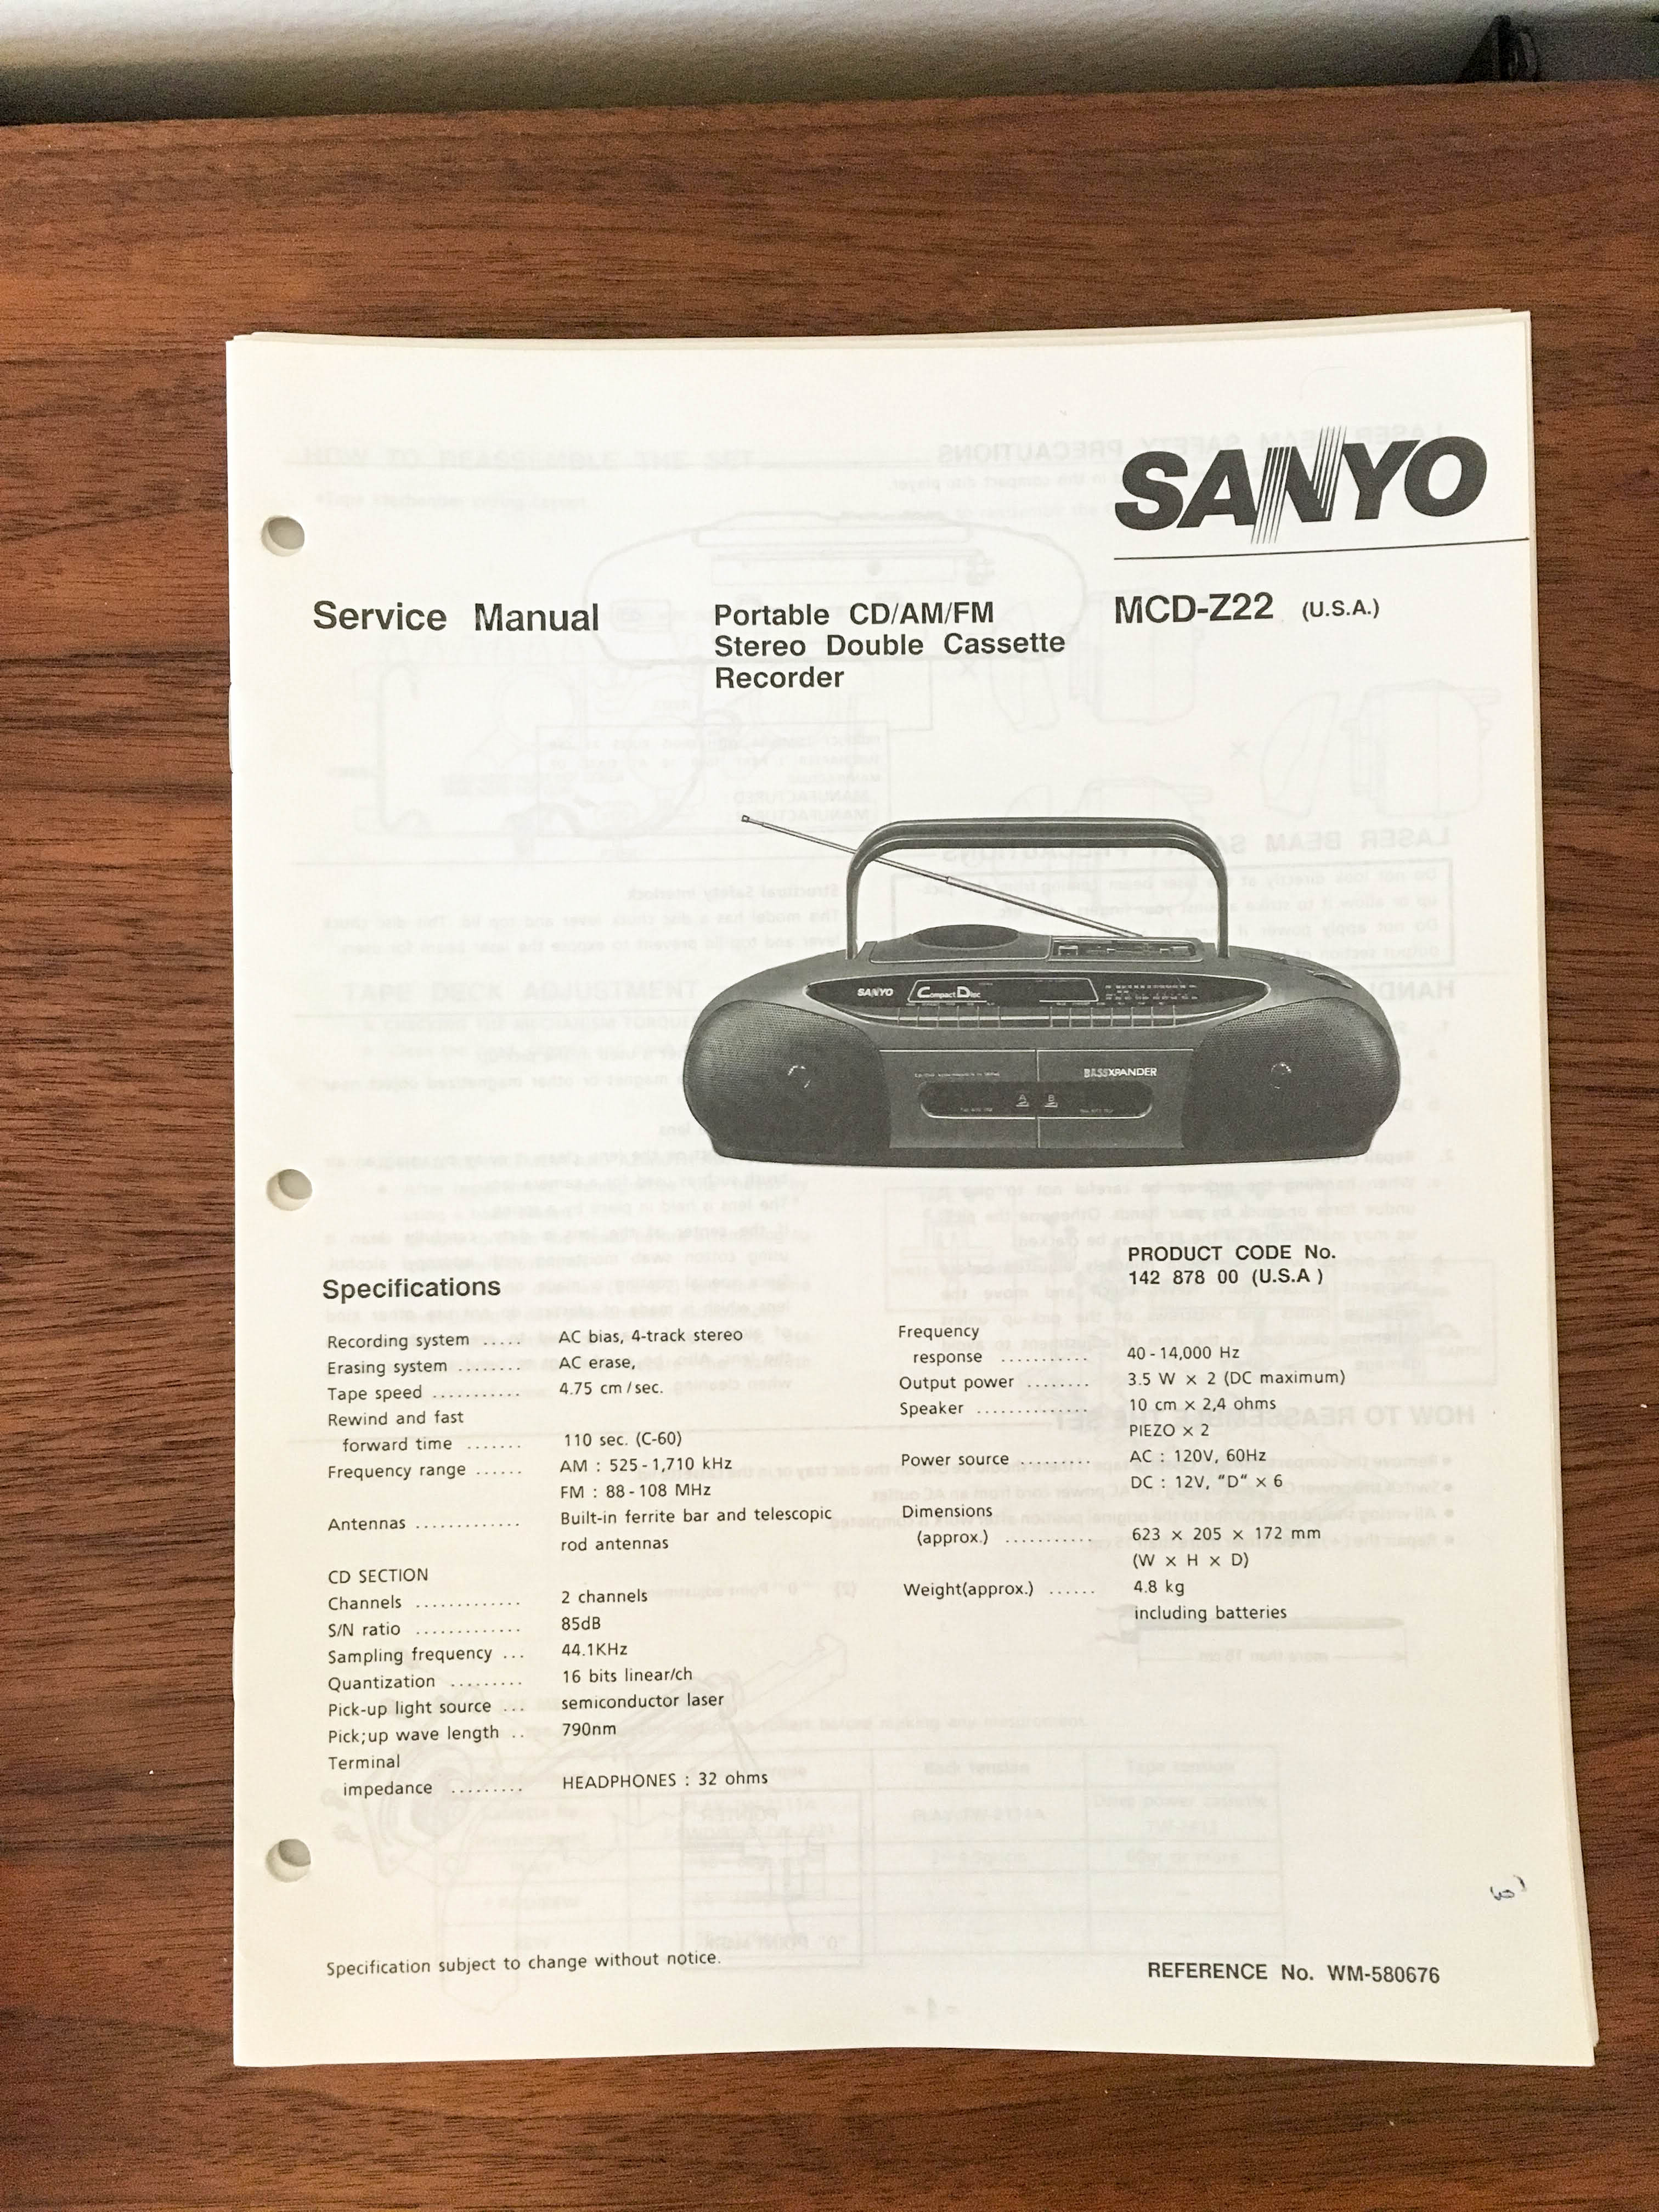 SANYO
Service Manual
Portable CD/AM/FM
Stereo Double Cassette
Recorder
MCD-Z22 (U.S.A.)
SANYO
Compact Disc
BASSXPANDER
A B
PRODUCT CODE No.
142 878 00 (U.S.A )
Specifications
Recording system ..... AC bias, 4-track stereo
Erasing system ........ AC erase,
Tape speed ........... 4.75 cm/sec.
Rewind and fast
forward time ....... 110 sec. (C-60)
Frequency range ...... AM : 525-1,710 kHz
FM : 88-108 MHz
Antennas ............. Built-in ferrite bar and telescopic
rod antennas
CD SECTION
Channels ............. 2 channels
S/N ratio ............. 85dB
Sampling frequency ... 44.1KHz
Quantization ......... 16 bits linear/ch
Pick-up light source ... semiconductor laser
Pick;up wave length .. 790nm
Terminal
impedance ......... HEADPHONES : 32 ohms
Frequency
response ........... 40-14,000 Hz
Output power ........ 3.5 W × 2 (DC maximum)
Speaker .............. 10 cm × 2,4 ohms
PIEZO × 2
Power source ......... AC : 120V, 60Hz
DC : 12V, "D" × 6
Dimensions
(approx.) ........... 623 × 205 × 172 mm
(W × H × D)
Weight(approx.) ...... 4.8 kg
including batteries
Specification subject to change without notice.
REFERENCE No. WM-580676